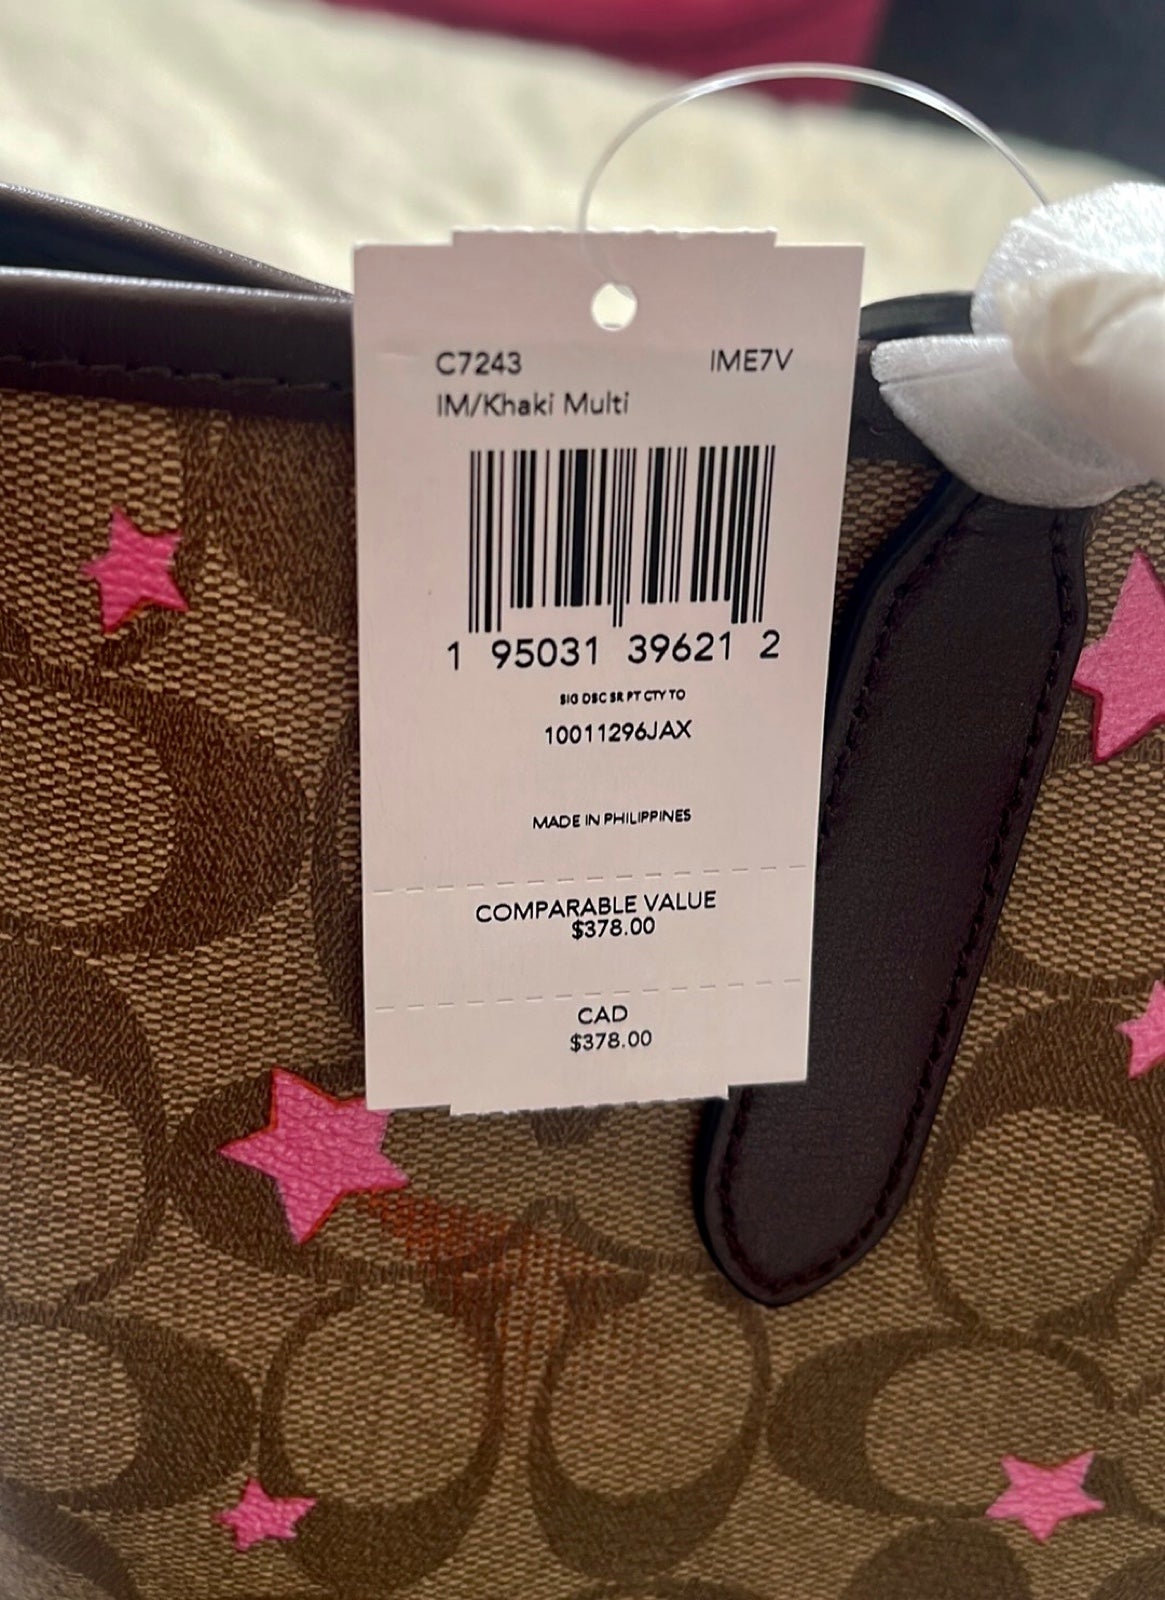 C7243 IME7V
IM/Khaki Multi
1 95031 39621 2
SIG DSC SR PT CTY TO
10011296JAX
MADE IN PHILIPPINES
COMPARABLE VALUE
$378.00
CAD
$378.00